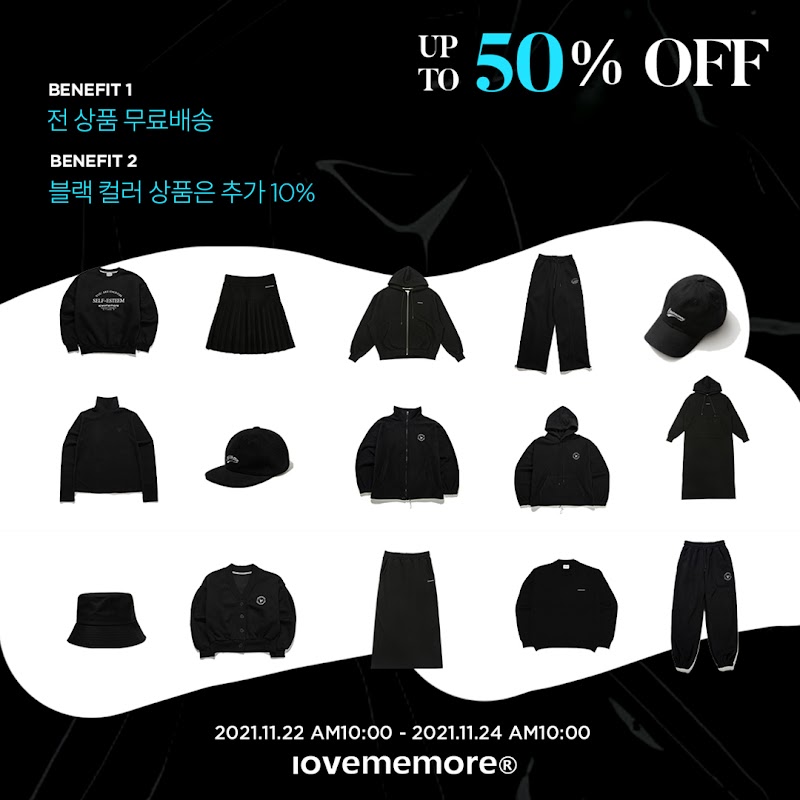 UP
TO
50% OFF
BENEFIT 1
전 상품 무료배송
BENEFIT 2
블랙 컬러 상품은 추가 10%
SELF-ESTEEM
2021.11.22 AM10:00 - 2021.11.24 AM10:00
lovememore®